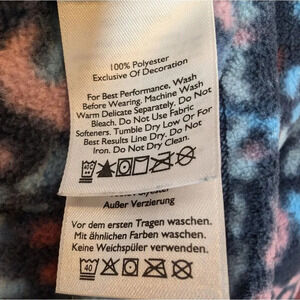 100% Polyester
Exclusive Of Decoration
For Best Performance, Wash
Before Wearing. Machine Wash
Warm Delicate Separately. Do Not
Bleach. Do Not Use Fabric
Softeners. Tumble Dry Low Or For
Best Results Line Dry. Do Not
Iron. Do Not Dry Clean.
Polyester
Außer Verzierung
Vor dem ersten Tragen waschen.
Mit ähnlichen Farben waschen.
Keine Weichspüler verwenden.
40